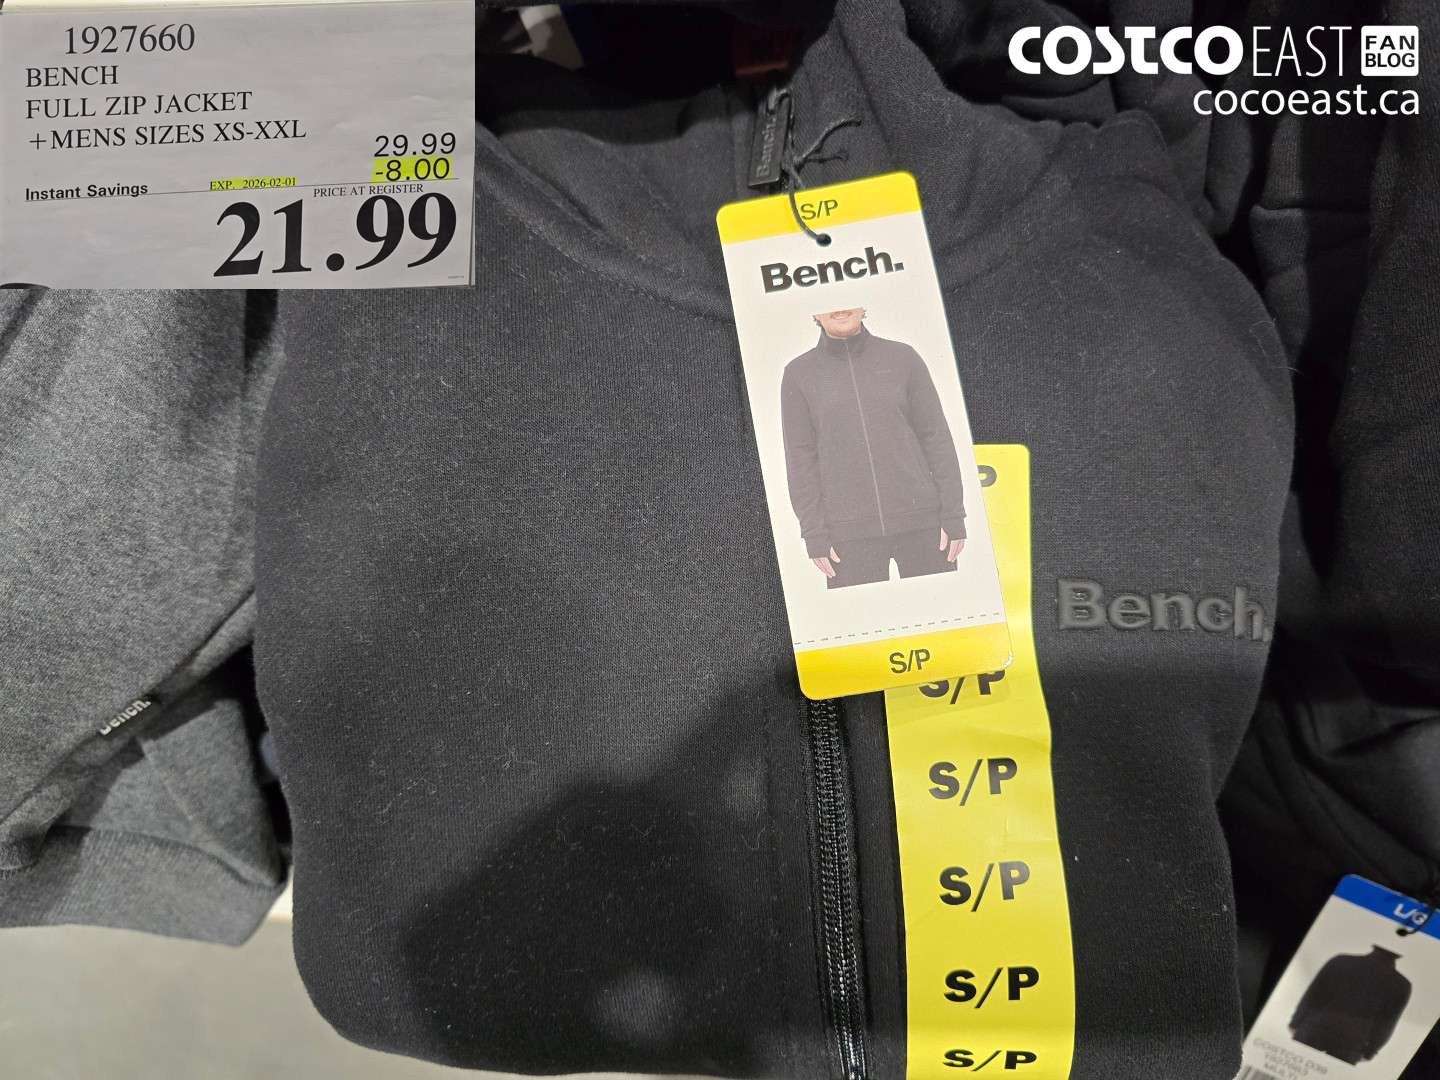 1927660
BENCH
FULL ZIP JACKET
+MENS SIZES XS-XXL
29.99
-8.00
Instant Savings
EXP. 2026-02-01
PRICE AT REGISTER
21.99
COSTCO EAST FAN BLOG
cocoeast.ca
Bench.
S/P
Bench.
S/P
P
S/P
S/P
S/P
S/P
S/P
Bench.
Bench.
L/G